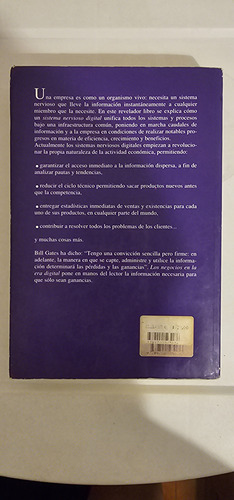 Una empresa es como un organismo vivo: necesita un sistema
nervioso que lleve la información instantáneamente a cualquier
miembro que la necesite. En este revelador libro se explica cómo
un sistema nervioso digital unifica todos los sistemas y procesos
bajo una infraestructura común, poniendo en marcha caudales de
información y a la empresa en condiciones de realizar notables pro-
gresos en materia de eficiencia, crecimiento y beneficios.
Actualmente los sistemas nerviosos digitales empiezan a revolucio-
nar la propia naturaleza de la actividad económica, permitiendo:
• garantizar el acceso inmediato a la información dispersa, a fin de
analizar pautas y tendencias,
• reducir el ciclo técnico permitiendo sacar productos nuevos antes
que la competencia,
• entregar estadísticas inmediatas de ventas y existencias para cada
uno de sus productos, en cualquier parte del mundo,
• contribuir a resolver todos los problemas de los clientes...
y muchas cosas más.
Bill Gates ha dicho: "Tengo una convicción sencilla pero firme: en
adelante, la manera en que se capte, administre y utilice la informa-
ción determinará las pérdidas y las ganancias". Los negocios en la
era digital pone en manos del lector la información necesaria para
que sólo sean ganancias.